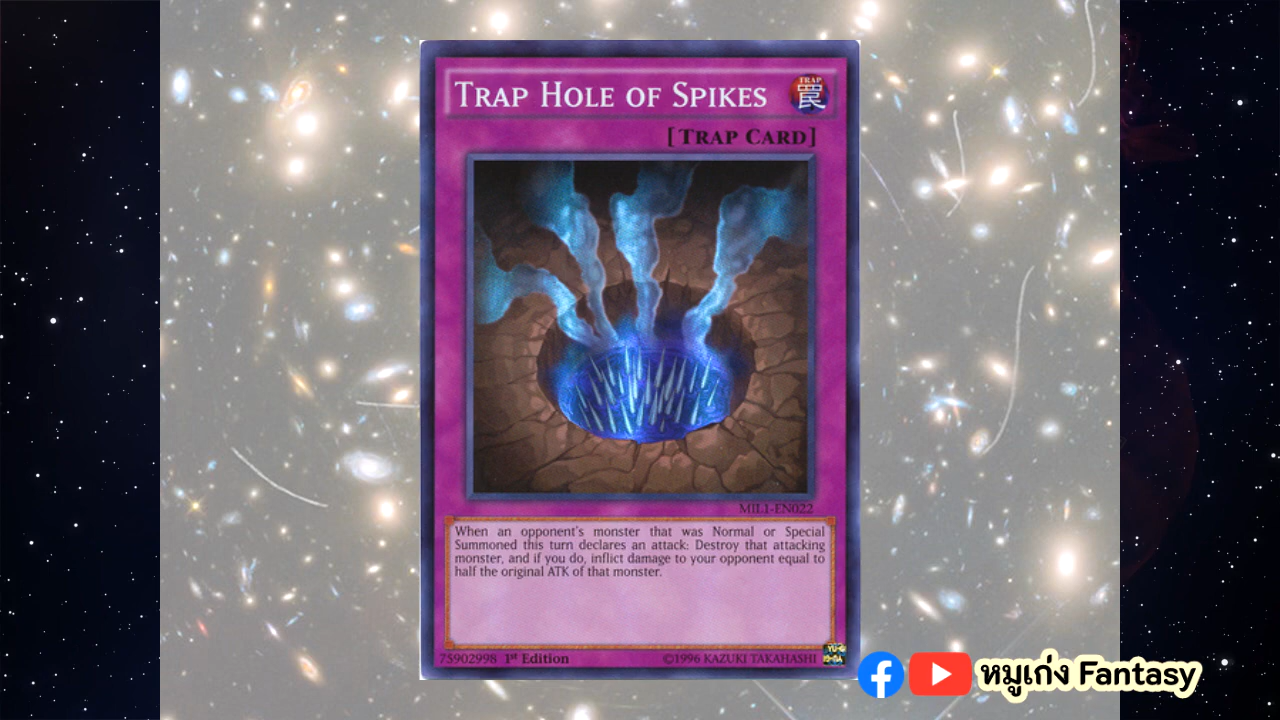 TRAP HOLE OF SPIKES
TRAP
罠
[TRAP CARD]
MIL1-EN022
When an opponent's monster that was Normal or Special
Summoned this turn declares an attack: Destroy that attacking
monster, and if you do, inflict damage to your opponent equal to
half the original ATK of that monster.
75902998 1st Edition
©1996 KAZUKI TAKAHASHI
หมูเก่ง Fantasy